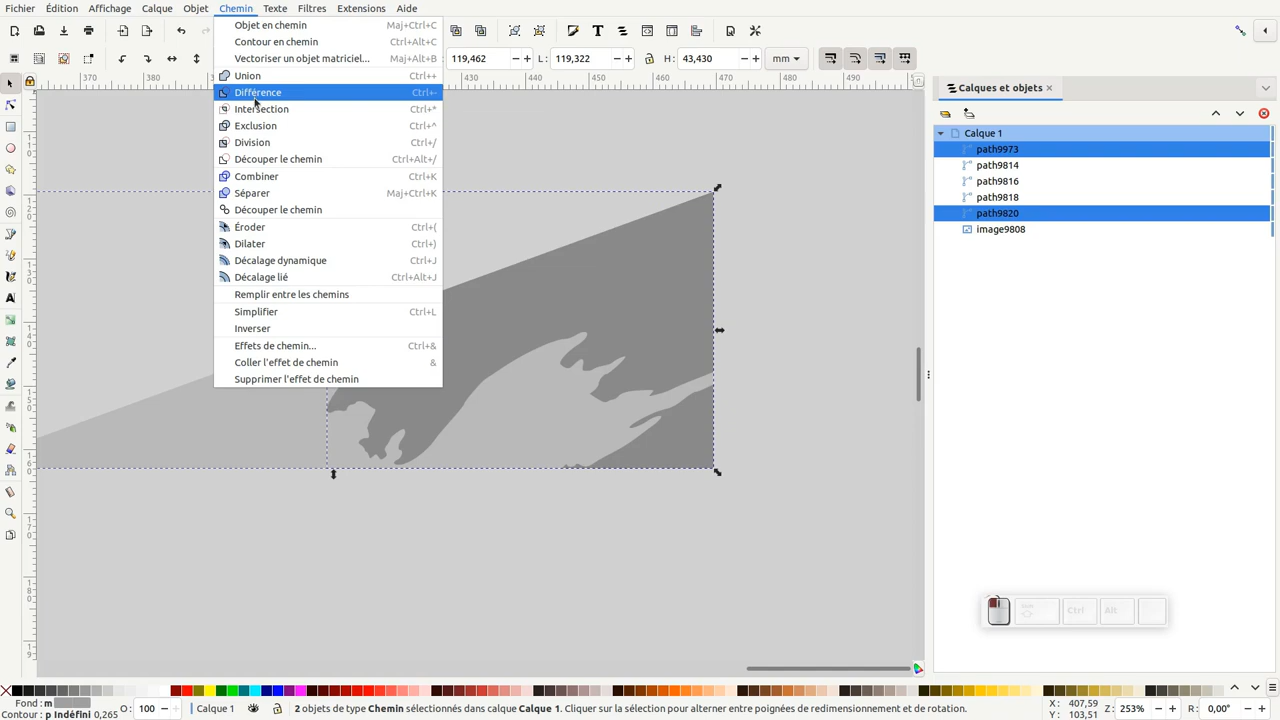 Fichier Édition Affichage Calque Objet Chemin Texte Filtres Extensions Aide
Objet en chemin Maj+Ctrl+C
Contour en chemin Ctrl+Alt+C
Vectoriser un objet matriciel... Maj+Alt+B
Union Ctrl++
Différence Ctrl+-
Intersection Ctrl+*
Exclusion Ctrl+^
Division Ctrl+/
Découper le chemin Ctrl+Alt+/
Combiner Ctrl+K
Séparer Maj+Ctrl+K
Découper le chemin
Éroder Ctrl+(
Dilater Ctrl+)
Décalage dynamique Ctrl+J
Décalage lié Ctrl+Alt+J
Remplir entre les chemins
Simplifier Ctrl+L
Inverser
Effets de chemin... Ctrl+&
Coller l'effet de chemin &
Supprimer l'effet de chemin
119,462 L: 119,322 H: 43,430 mm
370 380 430 440 450 460 470 480 490
Calques et objets
Calque 1
path9973
path9814
path9816
path9818
path9820
image9808
Ctrl Alt
Fond : m
Contour : p Indéfini 0,265
O : 100
Calque 1
2 objets de type Chemin sélectionnés dans calque Calque 1. Cliquer sur la sélection pour alterner entre poignées de redimensionnement et de rotation.
X : 407,59
Y : 103,51
Z : 253%
R : 0,00°